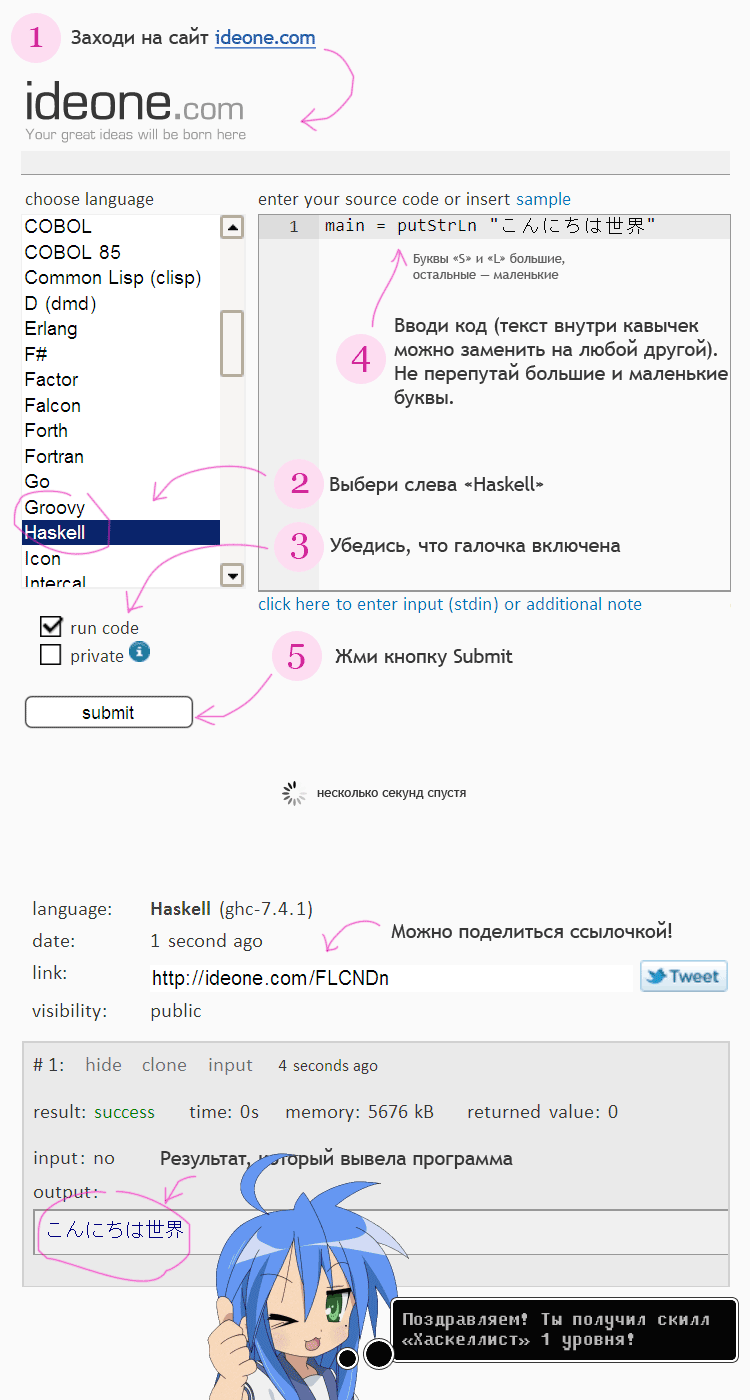 1 Заходи на сайт ideone.com
ideone.com
Your great ideas will be born here
choose language
enter your source code or insert sample
COBOL
COBOL 85
Common Lisp (clisp)
D (dmd)
Erlang
F#
Factor
Falcon
Forth
Fortran
Go
Groovy
Haskell
Icon
Intercal
1 main = putStrLn "こんにちは世界"
Буквы «S» и «L» большие,
остальные — маленькие
4
Вводи код (текст внутри кавычек
можно заменить на любой другой).
Не перепутай большие и маленькие
буквы.
2 Выбери слева «Haskell»
3 Убедись, что галочка включена
click here to enter input (stdin) or additional note
run code
private i
5 Жми кнопку Submit
submit
несколько секунд спустя
language: Haskell (ghc-7.4.1)
date: 1 second ago
Можно поделиться ссылочкой!
link: http://ideone.com/FLCNDn Tweet
visibility: public
# 1: hide clone input 4 seconds ago
result: success time: 0s memory: 5676 kB returned value: 0
input: no
Результат, который вывела программа
output:
こんにちは世界
Поздравляем! Ты получил скилл
«Хаскеллист» 1 уровня!